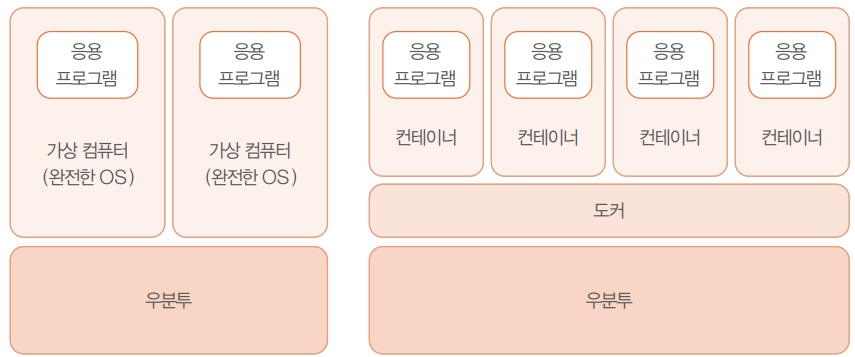 응용
프로그램
가상 컴퓨터
(완전한 OS)
응용
프로그램
가상 컴퓨터
(완전한 OS)
우분투
응용
프로그램
컨테이너
응용
프로그램
컨테이너
응용
프로그램
컨테이너
응용
프로그램
컨테이너
도커
우분투